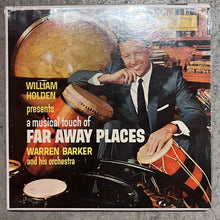 WILLIAM
HOLDEN
presents
a musical touch of
FAR AWAY PLACES
WARREN BARKER
and his orchestra